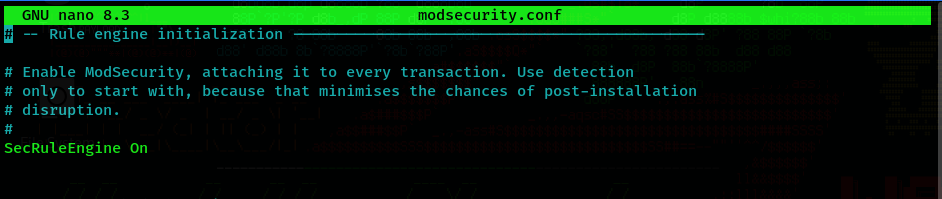 GNU nano 8.3 modsecurity.conf
# -- Rule engine initialization ----------------------------------------------
# Enable ModSecurity, attaching it to every transaction. Use detection
# only to start with, because that minimises the chances of post-installation
# disruption.
#
SecRuleEngine On